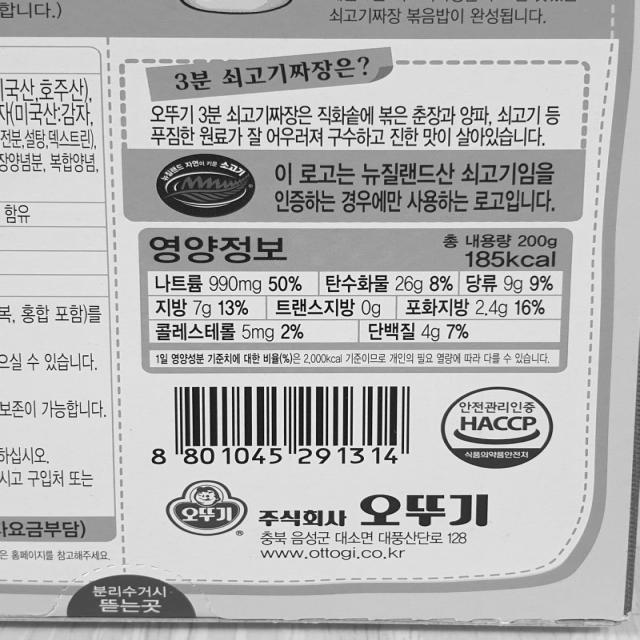 합니다.)
쇠고기짜장 볶음밥이 완성됩니다.
미국산,호주산),
자(미국산:감자,
전분,설탕,덱스트린),
장양념분, 복합양념,
함유
복, 홍합 포함)를
으실 수 있습니다.
보존이 가능합니다.
하십시오.
시고 구입처 또는
자요금부담)
은 홈페이지를 참고해주세요.
3분 쇠고기짜장은?
오뚜기 3분 쇠고기짜장은 직화솥에 볶은 춘장과 양파, 쇠고기 등
푸짐한 원료가 잘 어우러져 구수하고 진한 맛이 살아있습니다.
뉴질랜드 자연이 키운 쇠고기
이 로고는 뉴질랜드산 쇠고기임을
인증하는 경우에만 사용하는 로고입니다.
영양정보
총 내용량 200g
185kcal
나트륨 990mg 50% 탄수화물 26g 8% 당류 9g 9%
지방 7g 13% 트랜스지방 0g 포화지방 2.4g 16%
콜레스테롤 5mg 2% 단백질 4g 7%
1일 영양성분 기준치에 대한 비율(%)은 2,000kcal 기준이므로 개인의 필요 열량에 따라 다를 수 있습니다.
8 801045 291314
안전관리인증
HACCP
식품의약품안전처
오뚜기
주식회사 오뚜기
충북 음성군 대소면 대풍산단로 128
www.ottogi.co.kr
분리수거시
뜯는곳